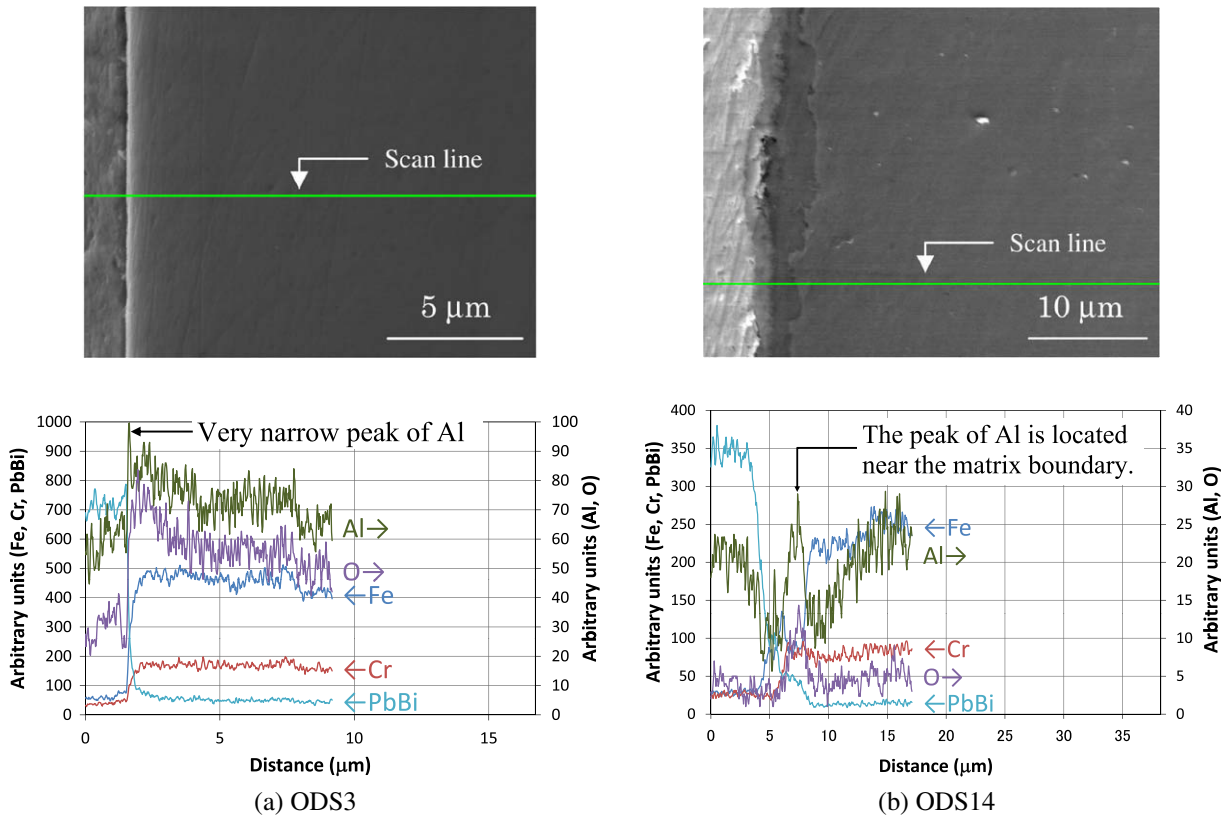 Scan line
5 μm
Scan line
10 μm
Arbitrary units (Fe, Cr, PbBi)
1000
900
800
700
600
500
400
300
200
100
0
Very narrow peak of Al
Al→
O→
←Fe
←Cr
←PbBi
100
90
80
70
60
50
40
30
20
10
0
Arbitrary units (Al, O)
0 5 10 15
Distance (μm)
(a) ODS3
Arbitrary units (Fe, Cr, PbBi)
400
350
300
250
200
150
100
50
0
The peak of Al is located
near the matrix boundary.
←Fe
Al→
←Cr
O→
←PbBi
40
35
30
25
20
15
10
5
0
Arbitrary units (Al, O)
0 5 10 15 20 25 30 35
Distance (μm)
(b) ODS14